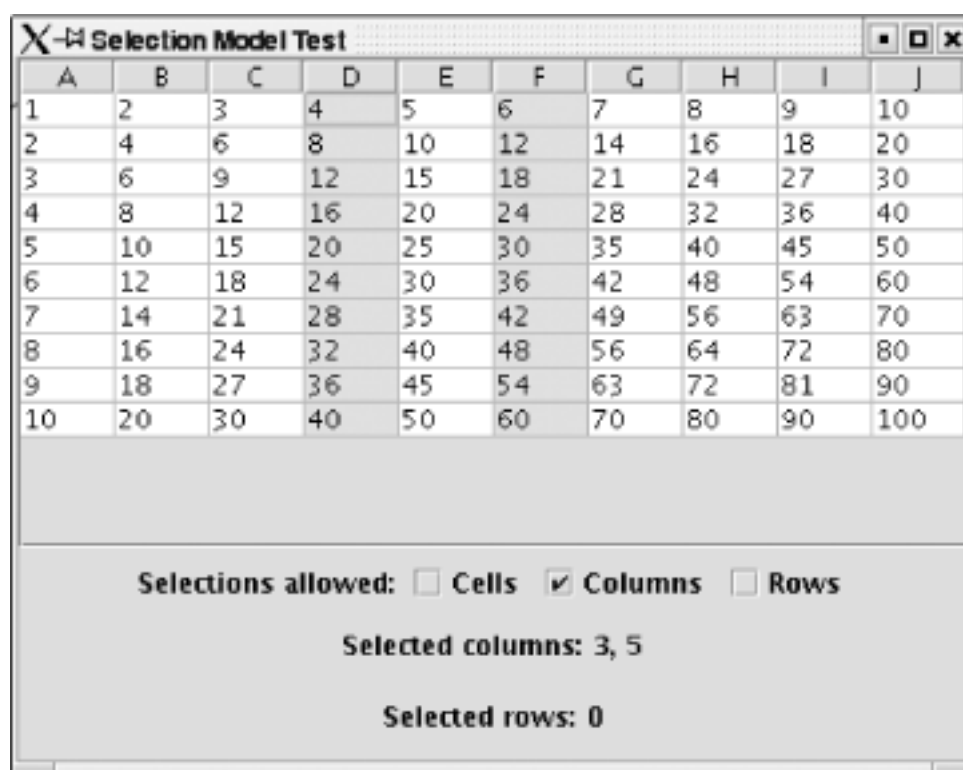 Selection Model Test
A B C D E F G H I J
1 2 3 4 5 6 7 8 9 10
2 4 6 8 10 12 14 16 18 20
3 6 9 12 15 18 21 24 27 30
4 8 12 16 20 24 28 32 36 40
5 10 15 20 25 30 35 40 45 50
6 12 18 24 30 36 42 48 54 60
7 14 21 28 35 42 49 56 63 70
8 16 24 32 40 48 56 64 72 80
9 18 27 36 45 54 63 72 81 90
10 20 30 40 50 60 70 80 90 100
Selections allowed: Cells Columns Rows
Selected columns: 3, 5
Selected rows: 0